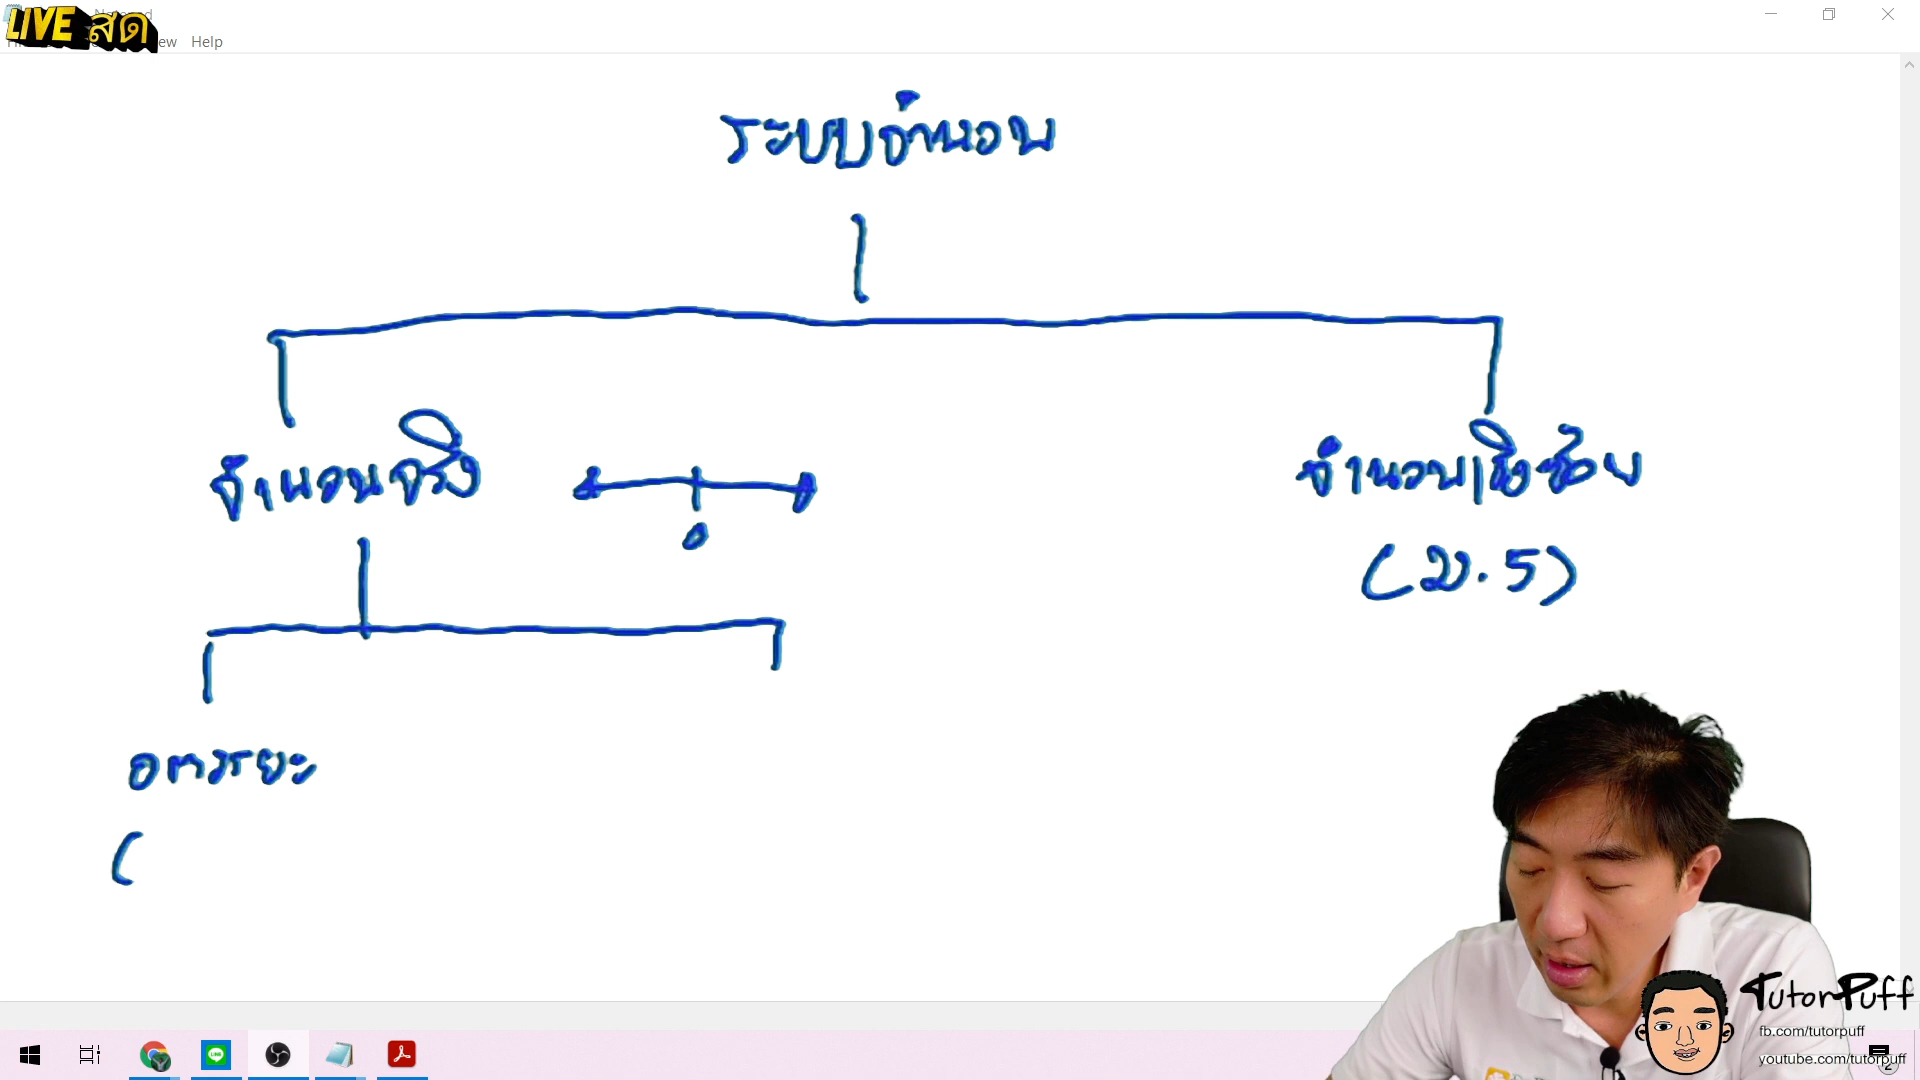 LIVE สด
Help
ระบบจำนวน
จำนวนจริง
0
จำนวนเชิงซ้อน
(ม.5)
อตรรกยะ
(
TutorPuff
fb.com/tutorpuff
youtube.com/tutorpuff
2